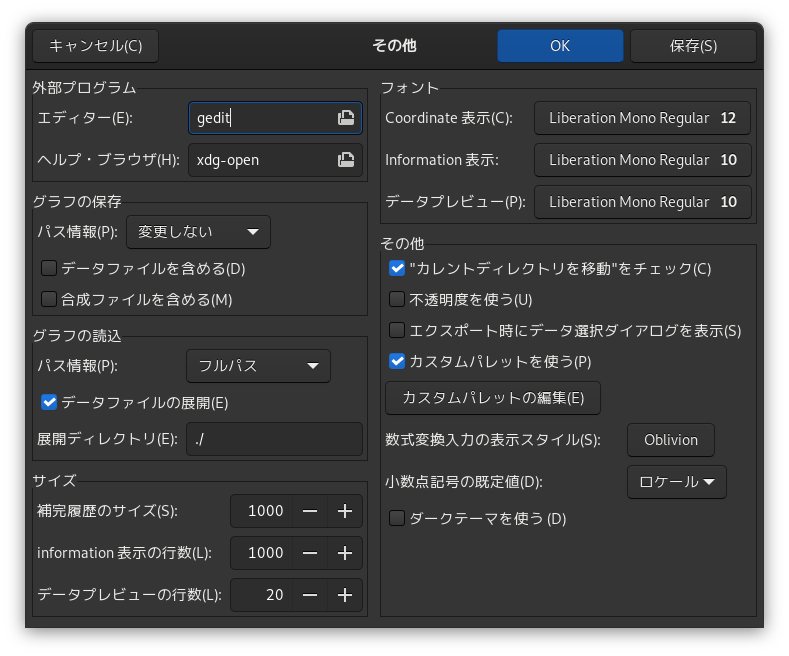 キャンセル(C)
その他
OK
保存(S)
外部プログラム
エディター(E):
gedit
ヘルプ・ブラウザ(H):
xdg-open
グラフの保存
パス情報(P):
変更しない
データファイルを含める(D)
合成ファイルを含める(M)
グラフの読込
パス情報(P):
フルパス
データファイルの展開(E)
展開ディレクトリ(E):
./
サイズ
補完履歴のサイズ(S):
1000
information 表示の行数(L):
1000
データプレビューの行数(L):
20
フォント
Coordinate 表示(C):
Liberation Mono Regular 12
Information 表示:
Liberation Mono Regular 10
データプレビュー(P):
Liberation Mono Regular 10
その他
"カレントディレクトリを移動"をチェック(C)
不透明度を使う(U)
エクスポート時にデータ選択ダイアログを表示(S)
カスタムパレットを使う(P)
カスタムパレットの編集(E)
数式変換入力の表示スタイル(S):
Oblivion
小数点記号の既定値(D):
ロケール
ダークテーマを使う (D)